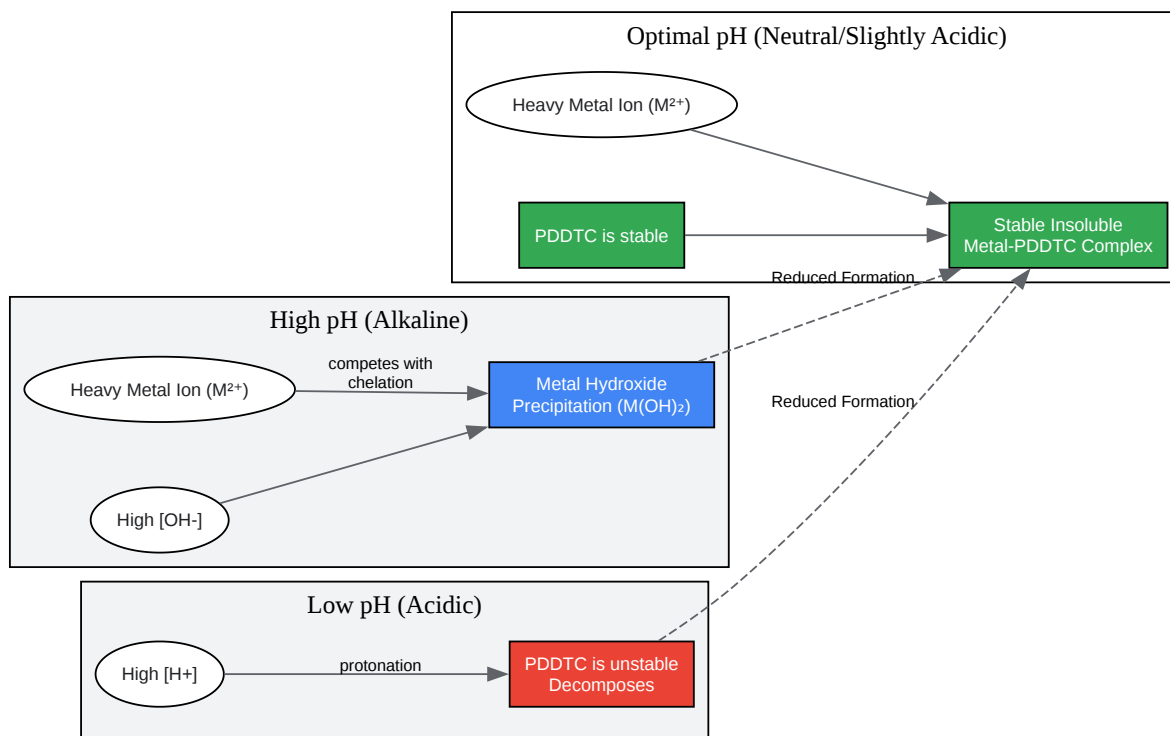 Optimal pH (Neutral/Slightly Acidic)
Heavy Metal Ion (M²⁺)
PDDTC is stable
Stable Insoluble
Metal-PDDTC Complex
Reduced Formation
High pH (Alkaline)
Heavy Metal Ion (M²⁺)
competes with
chelation
Metal Hydroxide
Precipitation (M(OH)₂)
High [OH-]
Reduced Formation
Low pH (Acidic)
High [H+]
protonation
PDDTC is unstable
Decomposes